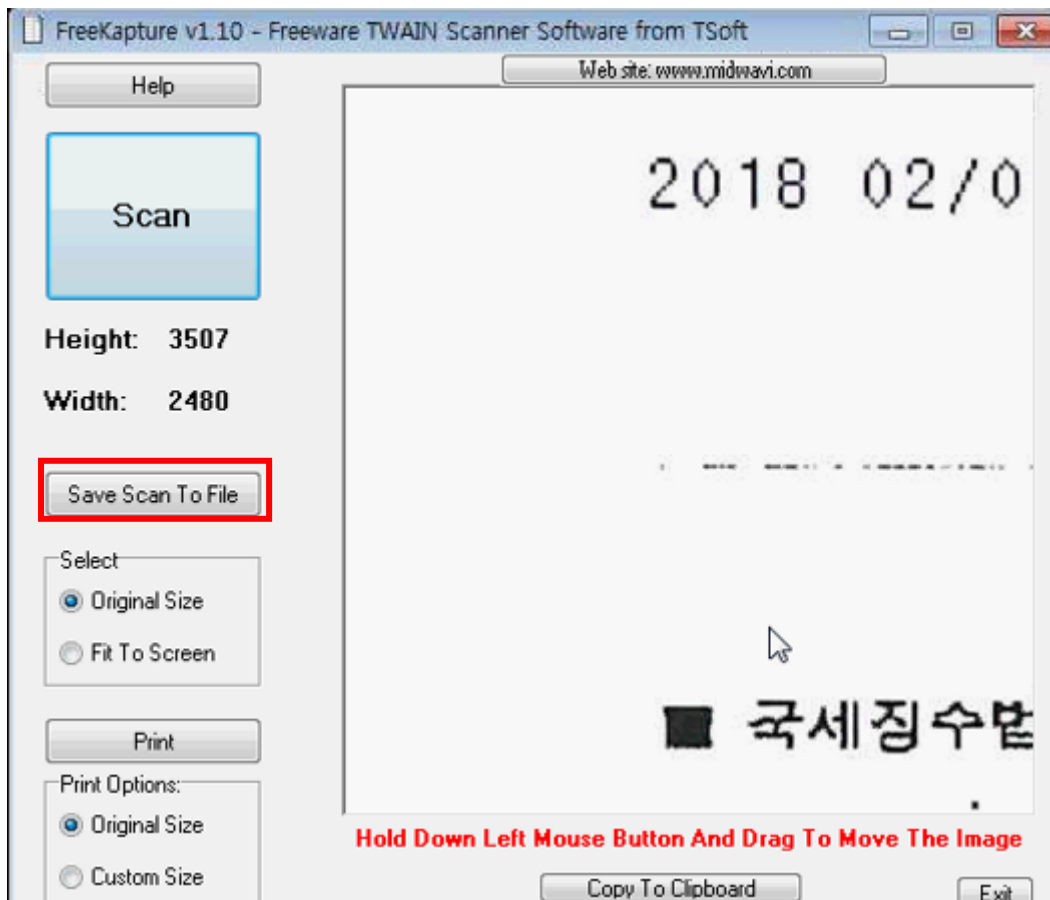 FreeKapture v1.10 - Freeware TWAIN Scanner Software from TSoft
Help
Web site: www.midwavi.com
Scan
Height: 3507
Width: 2480
Save Scan To File
Select
Original Size
Fit To Screen
Print
Print Options:
Original Size
Custom Size
2018 02/0
■ 국세징수법
Hold Down Left Mouse Button And Drag To Move The Image
Copy To Clipboard
Exit